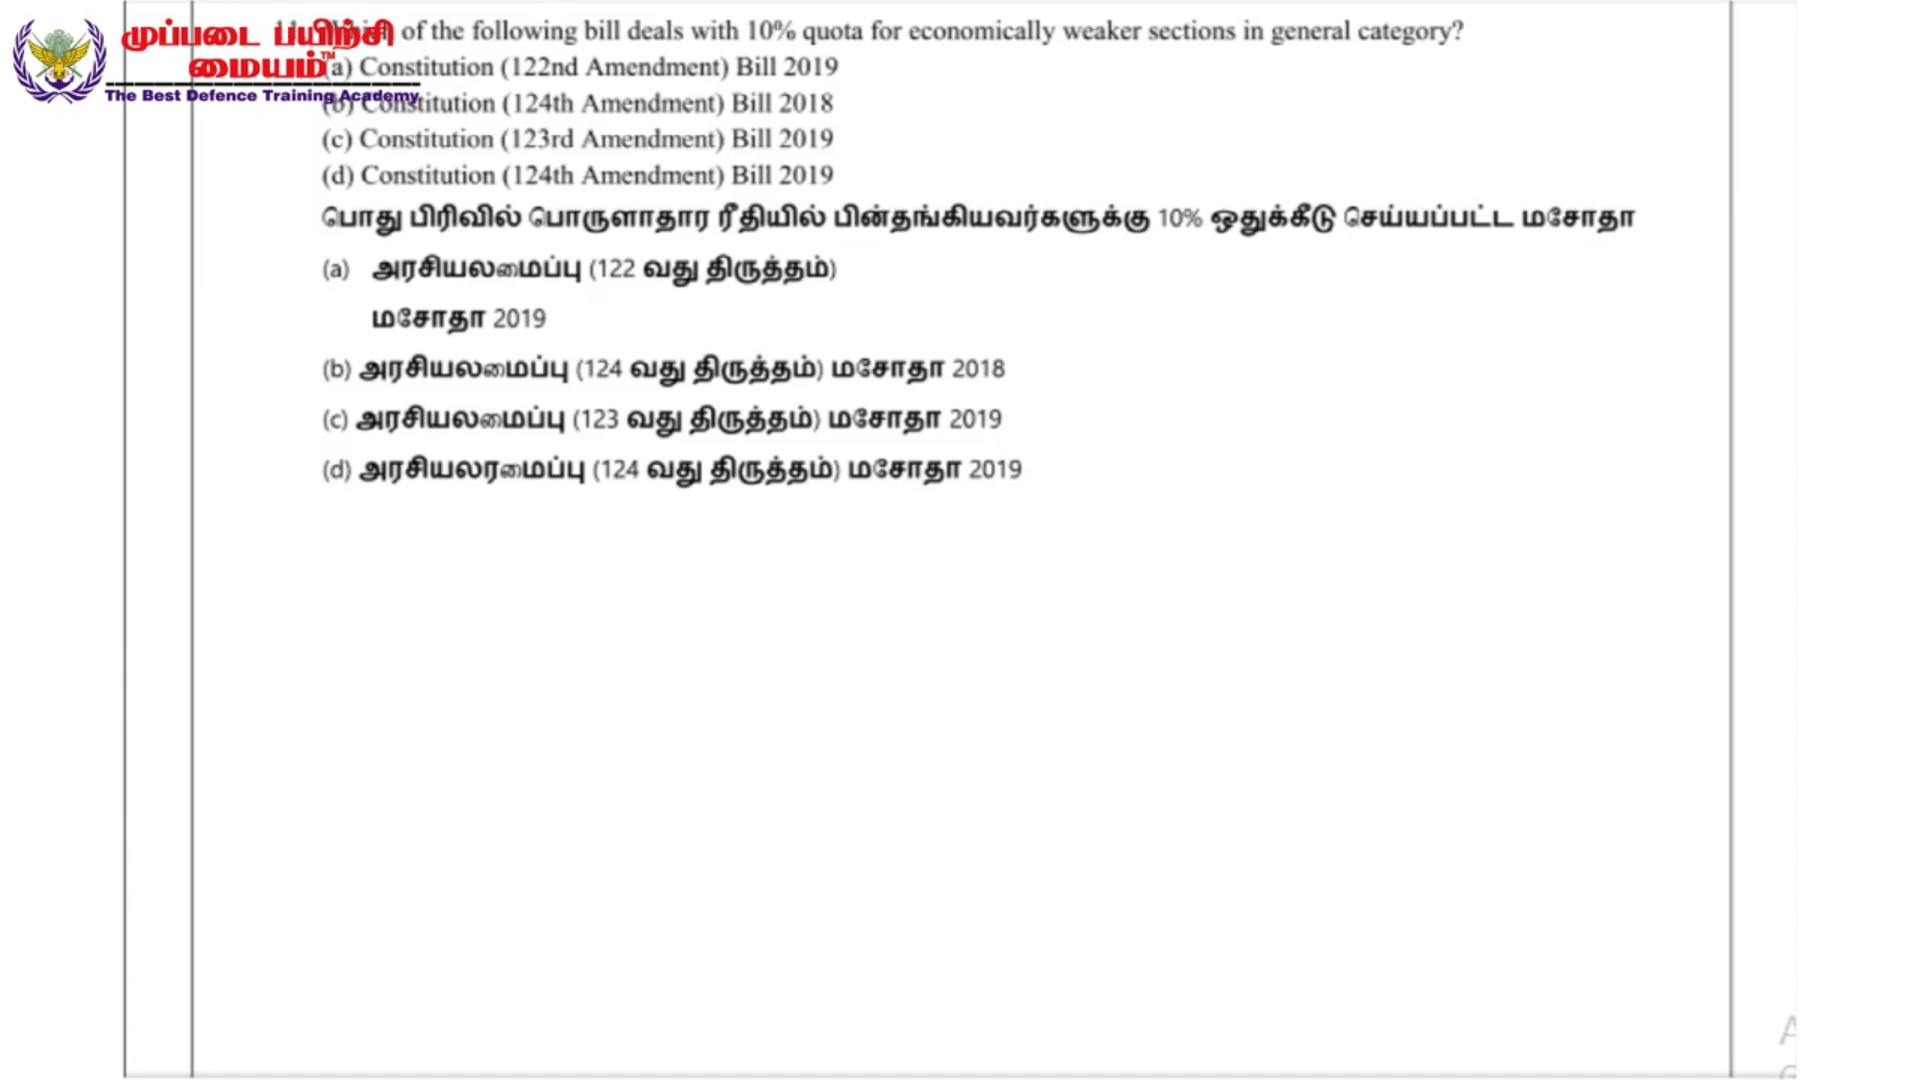 முப்படை பயிற்சி
மையம்™
The Best Defence Training Academy
of the following bill deals with 10% quota for economically weaker sections in general category?
(a) Constitution (122nd Amendment) Bill 2019
(b) Constitution (124th Amendment) Bill 2018
(c) Constitution (123rd Amendment) Bill 2019
(d) Constitution (124th Amendment) Bill 2019
பொது பிரிவில் பொருளாதார ரீதியில் பின்தங்கியவர்களுக்கு 10% ஒதுக்கீடு செய்யப்பட்ட மசோதா
(a) அரசியலமைப்பு (122 வது திருத்தம்)
மசோதா 2019
(b) அரசியலமைப்பு (124 வது திருத்தம்) மசோதா 2018
(c) அரசியலமைப்பு (123 வது திருத்தம்) மசோதா 2019
(d) அரசியலரமைப்பு (124 வது திருத்தம்) மசோதா 2019